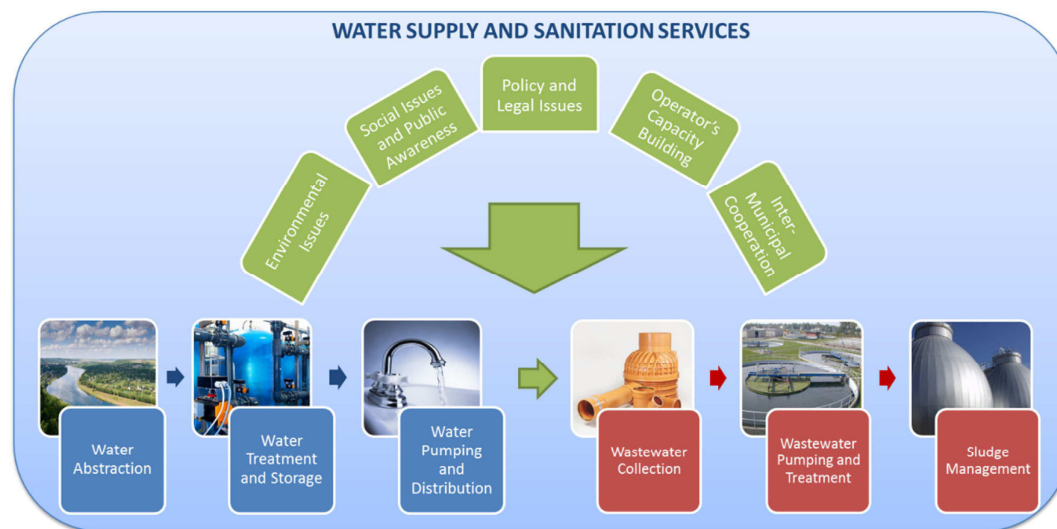 WATER SUPPLY AND SANITATION SERVICES
Environmental
Issues
Social Issues
and Public
Awareness
Policy and
Legal Issues
Operator's
Capacity
Building
Inter-
Municipal
Cooperation
Water
Abstraction
Water
Treatment
and Storage
Water
Pumping
and
Distribution
Wastewater
Collection
Wastewater
Pumping and
Treatment
Sludge
Management